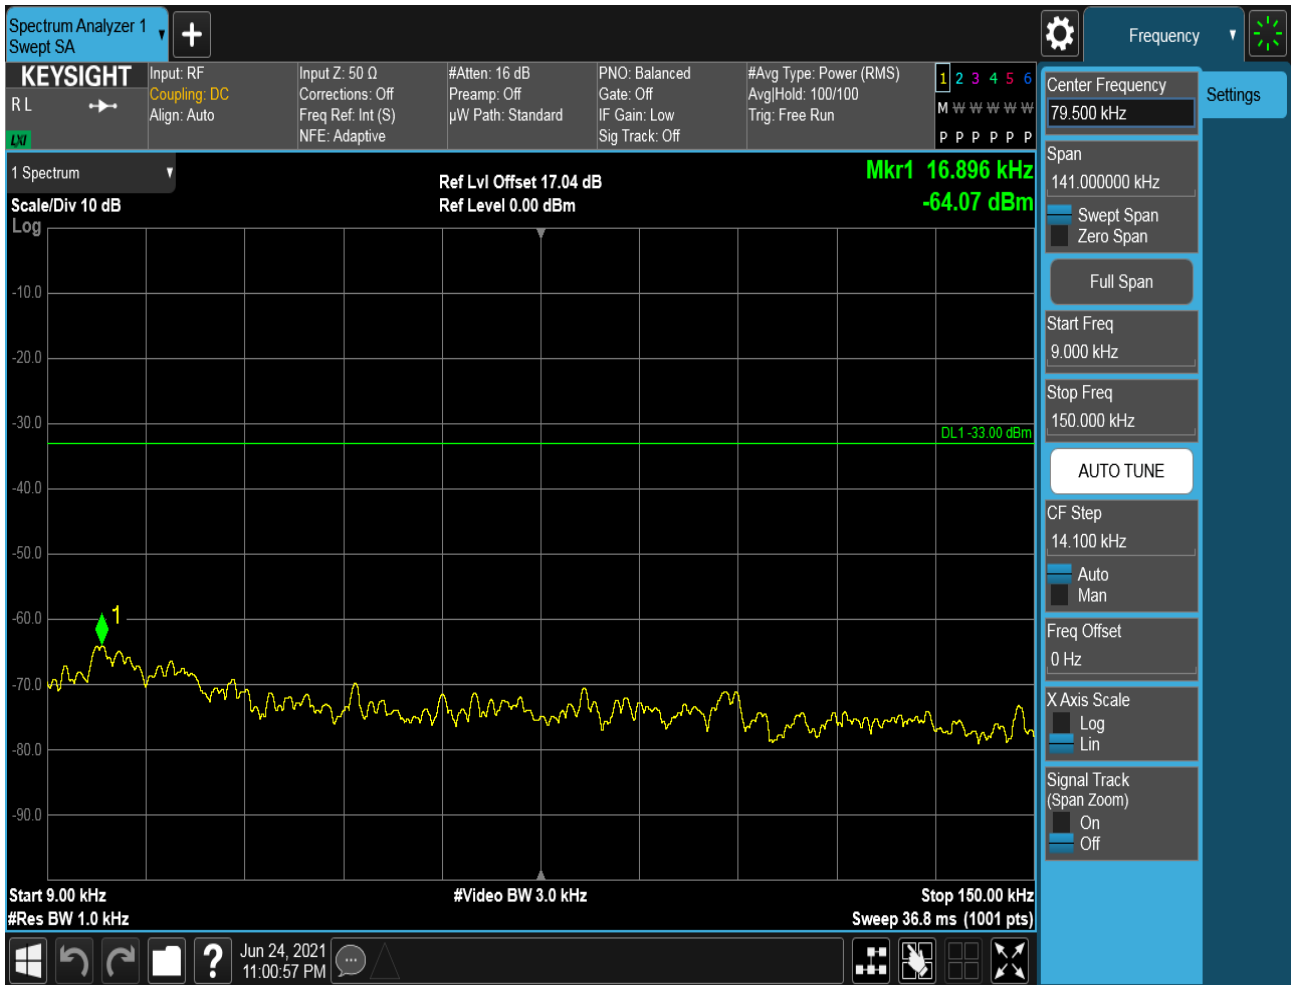 Spectrum Analyzer 1
Swept SA
Frequency
KEYSIGHT
R L
LXI
Input: RF
Coupling: DC
Align: Auto
Input Z: 50 Ω
Corrections: Off
Freq Ref: Int (S)
NFE: Adaptive
#Atten: 16 dB
Preamp: Off
µW Path: Standard
PNO: Balanced
Gate: Off
IF Gain: Low
Sig Track: Off
#Avg Type: Power (RMS)
Avg|Hold: 100/100
Trig: Free Run
1 2 3 4 5 6
M W W W W W
P P P P P P
1 Spectrum
Scale/Div 10 dB
Log
Ref Lvl Offset 17.04 dB
Ref Level 0.00 dBm
Mkr1 16.896 kHz
-64.07 dBm
-10.0
-20.0
-30.0
DL1 -33.00 dBm
-40.0
-50.0
-60.0
1
-70.0
-80.0
-90.0
Start 9.00 kHz
#Video BW 3.0 kHz
Stop 150.00 kHz
#Res BW 1.0 kHz
Sweep 36.8 ms (1001 pts)
Jun 24, 2021
11:00:57 PM
Center Frequency
79.500 kHz
Settings
Span
141.000000 kHz
Swept Span
Zero Span
Full Span
Start Freq
9.000 kHz
Stop Freq
150.000 kHz
AUTO TUNE
CF Step
14.100 kHz
Auto
Man
Freq Offset
0 Hz
X Axis Scale
Log
Lin
Signal Track
(Span Zoom)
On
Off